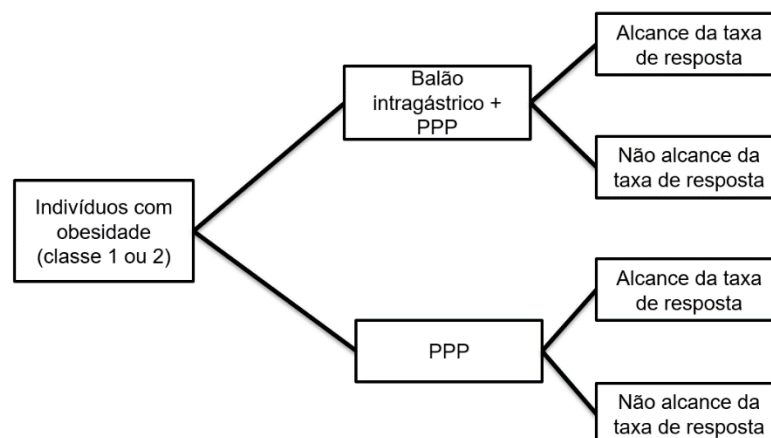 Indivíduos com
obesidade
(classe 1 ou 2)
Balão
intragástrico +
PPP
Alcance da taxa
de resposta
Não alcance da
taxa de resposta
PPP
Alcance da taxa
de resposta
Não alcance da
taxa de resposta